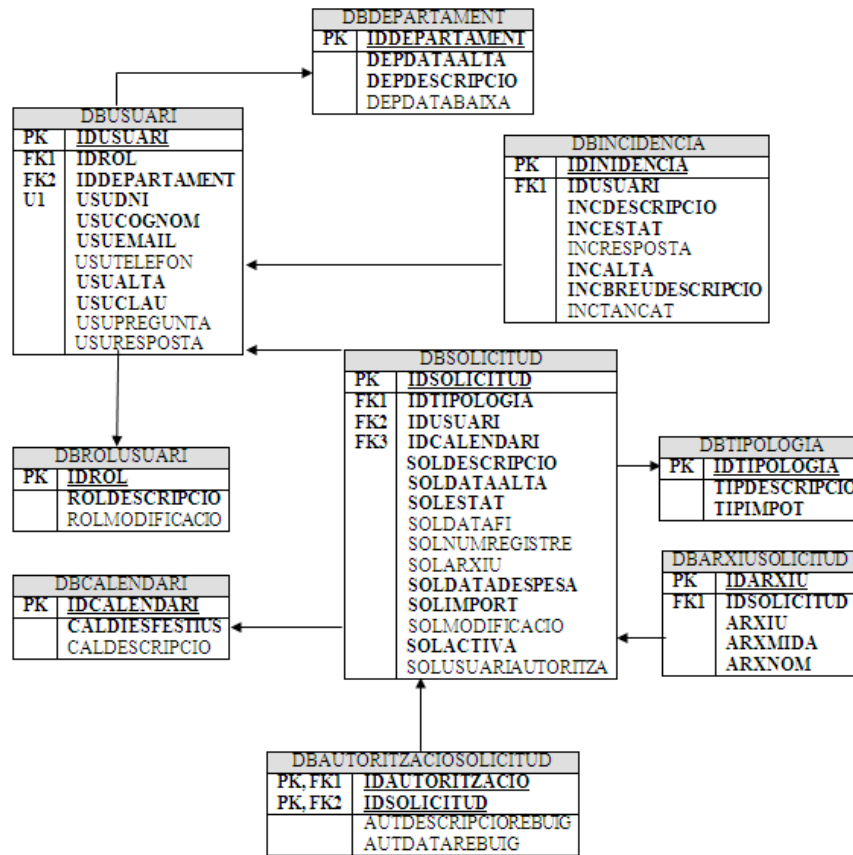 DBDEPARTAMENT
PK IDDEPARTAMENT
DEPDATAALTA
DEPDESCRIPCIO
DEPDATABAIXA
DBUSUARI
PK IDUSUARI
FK1 IDROL
FK2 IDDEPARTAMENT
U1 USUDNI
USUCOGNOM
USUEMAIL
USUTELEFON
USUALTA
USUCLAU
USUPREGUNTA
USURESPOSTA
DBINCIDENCIA
PK IDINIDENCIA
FK1 IDUSUARI
INCDESCRIPCIO
INCESTAT
INCRESPOSTA
INCALTA
INCBREUDESCRIPCIO
INCTANCAT
DBSOLICITUD
PK IDSOLICITUD
FK1 IDTIPOLOGIA
FK2 IDUSUARI
FK3 IDCALENDARI
SOLDESCRIPCIO
SOLDATAALTA
SOLESTAT
SOLDATAFI
SOLNUMREGISTRE
SOLARXIU
SOLDATADESPESA
SOLIMPORT
SOLMODIFICACIO
SOLACTIVA
SOLUSUARIAUTORITZA
DBROLUSUARI
PK IDROL
ROLDESCRIPCIO
ROLMODIFICACIO
DBTIPOLOGIA
PK IDTIPOLOGIA
TIPDESCRIPCIO
TIPIMPOT
DBCALENDARI
PK IDCALENDARI
CALDIESFESTIUS
CALDESCRIPCIO
DBARXIUSOLICITUD
PK IDARXIU
FK1 IDSOLICITUD
ARXIU
ARXMIDA
ARXNOM
DBAUTORITZACIOSOLICITUD
PK,FK1 IDAUTORITZACIO
PK,FK2 IDSOLICITUD
AUTDESCRIPCIOREBUIG
AUTDATAREBUIG